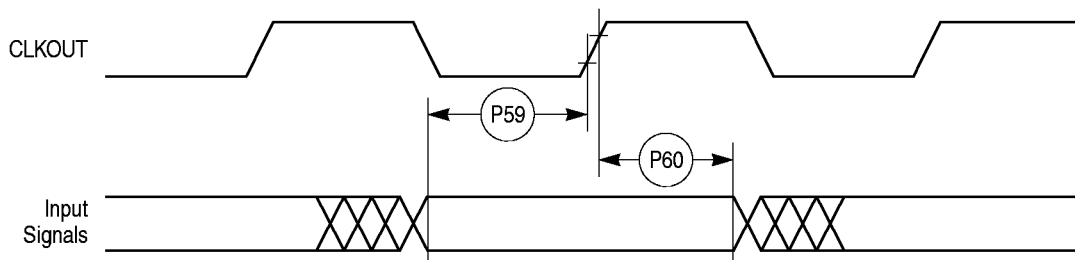 CLKOUT
P59
P60
Input
Signals